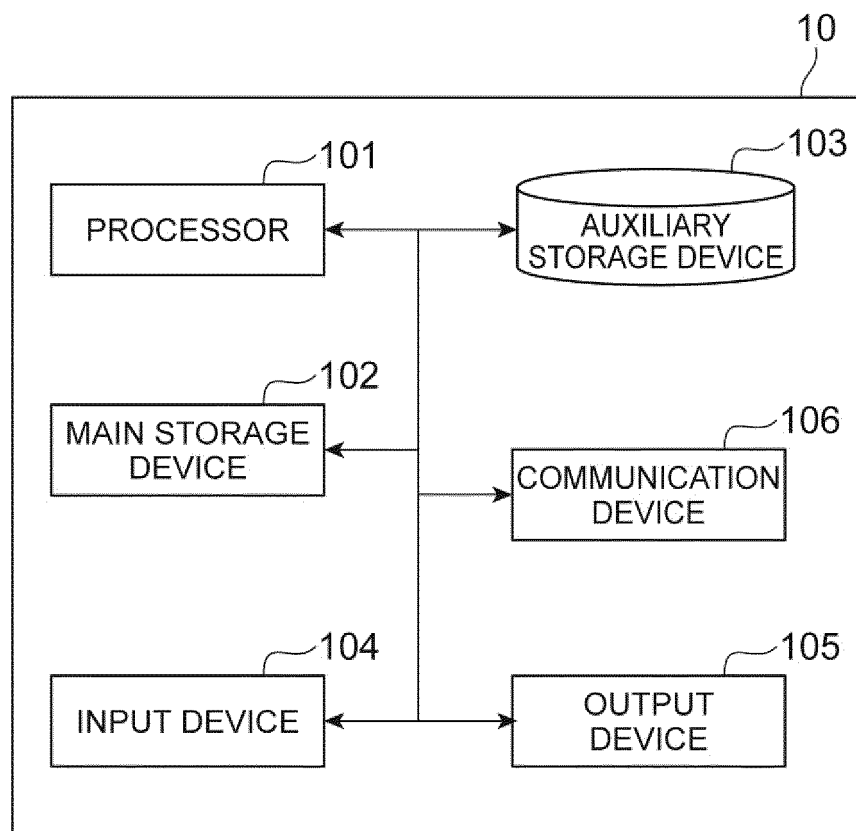 10
101
PROCESSOR
103
AUXILIARY
STORAGE DEVICE
102
MAIN STORAGE
DEVICE
106
COMMUNICATION
DEVICE
104
INPUT DEVICE
105
OUTPUT
DEVICE